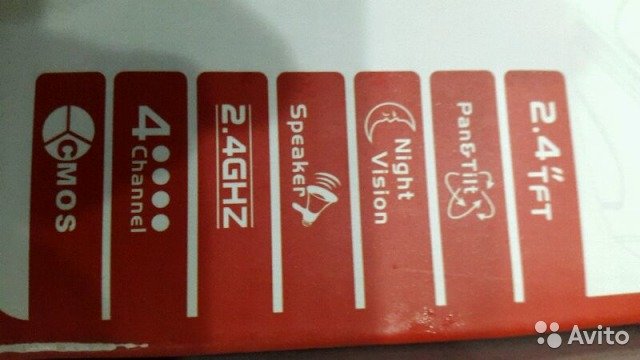 2.4" TFT
Pan&Tilt
Night
Vision
Speaker
2.4GHZ
4 Channel
CMOS
Avito